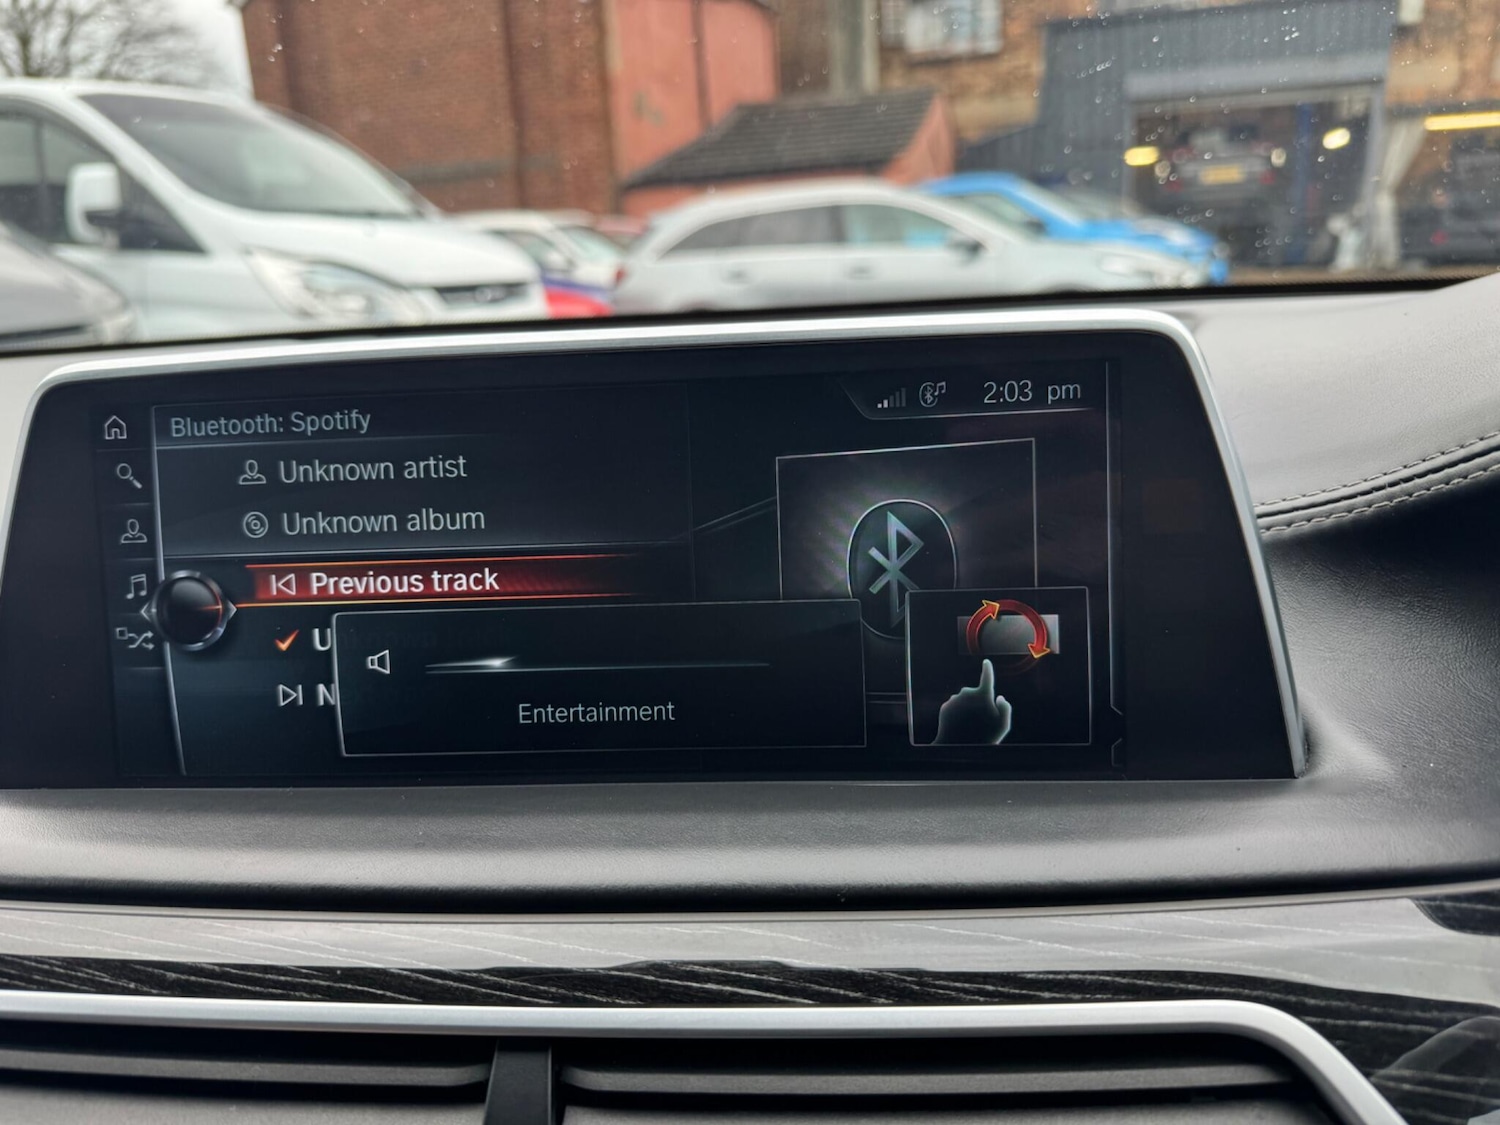 Bluetooth: Spotify
2:03 pm
Unknown artist
Unknown album
Previous track
U
N
Entertainment